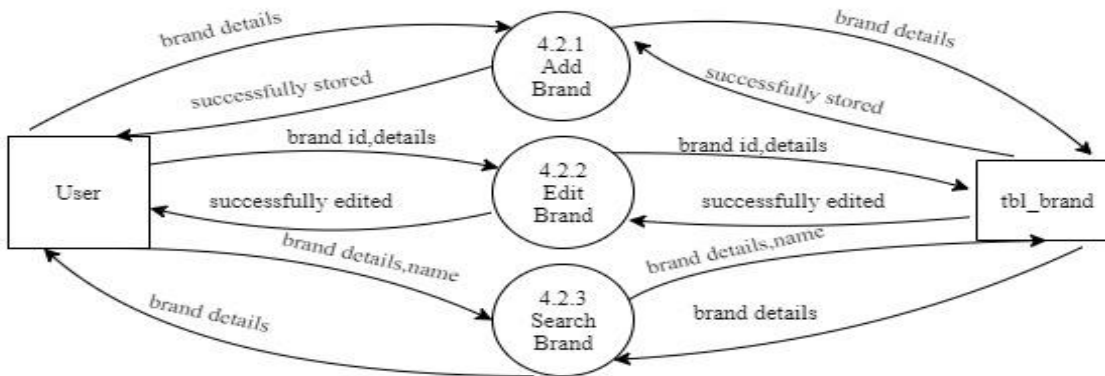 brand details
4.2.1
Add
Brand
brand details
successfully stored
successfully stored
brand id,details
brand id,details
User
4.2.2
Edit
Brand
tbl_brand
successfully edited
successfully edited
brand details,name
brand details,name
4.2.3
Search
Brand
brand details
brand details